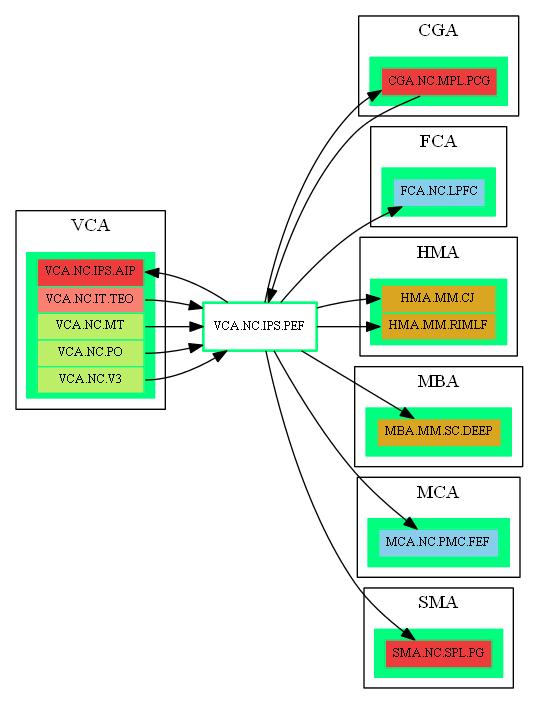 CGA
CGA.NC.MPL.PCG
FCA
FCA.NC.LPFC
VCA
VCA.NC.IPS.AIP
VCA.NC.IT.TEO
VCA.NC.MT
VCA.NC.PO
VCA.NC.V3
VCA.NC.IPS.PEF
HMA
HMA.MM.CJ
HMA.MM.RIMLF
MBA
MBA.MM.SC.DEEP
MCA
MCA.NC.PMC.FEF
SMA
SMA.NC.SPL.PG